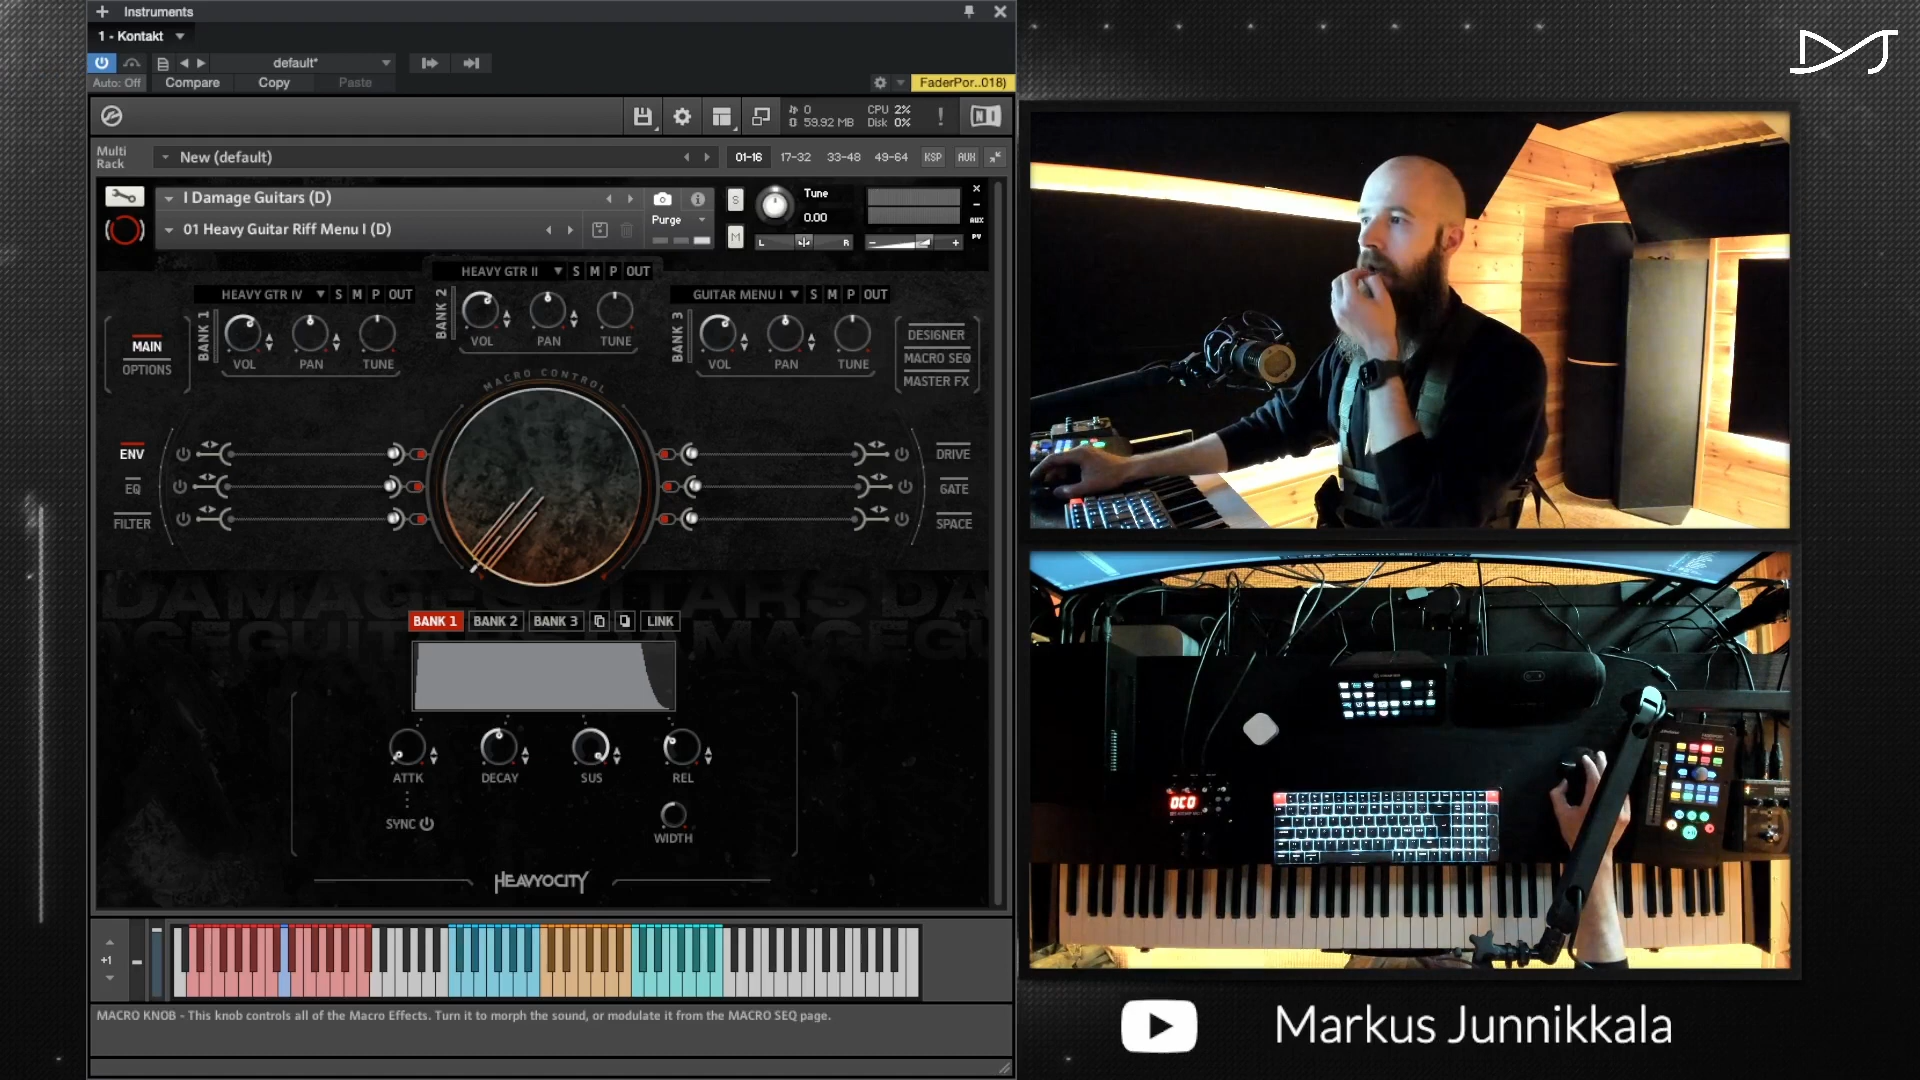 Instruments
1 - Kontakt
default*
Auto: Off
Compare
Copy
Paste
FaderPor..018)
0
59.92 MB
CPU 2%
Disk 0%
!
NI
Multi
Rack
New (default)
01-16
17-32
33-48
49-64
KSP
AUX
I Damage Guitars (D)
01 Heavy Guitar Riff Menu I (D)
Purge
S
M
Tune
0.00
L
R
AUX
PV
HEAVY GTR IV
S M P OUT
HEAVY GTR II
S M P OUT
GUITAR MENU I
S M P OUT
BANK 1
VOL
PAN
TUNE
BANK 2
VOL
PAN
TUNE
BANK 3
VOL
PAN
TUNE
MAIN
OPTIONS
DESIGNER
MACRO SEQ
MASTER FX
MACRO CONTROL
ENV
EQ
FILTER
DRIVE
GATE
SPACE
DAMAGEGUITARSDA
BANK 1
BANK 2
BANK 3
LINK
ATTK
DECAY
SUS
REL
SYNC
WIDTH
HEAVYOCITY
+1
MACRO KNOB - This knob controls all of the Macro Effects. Turn it to morph the sound, or modulate it from the MACRO SEQ page.
Markus Junnikkala